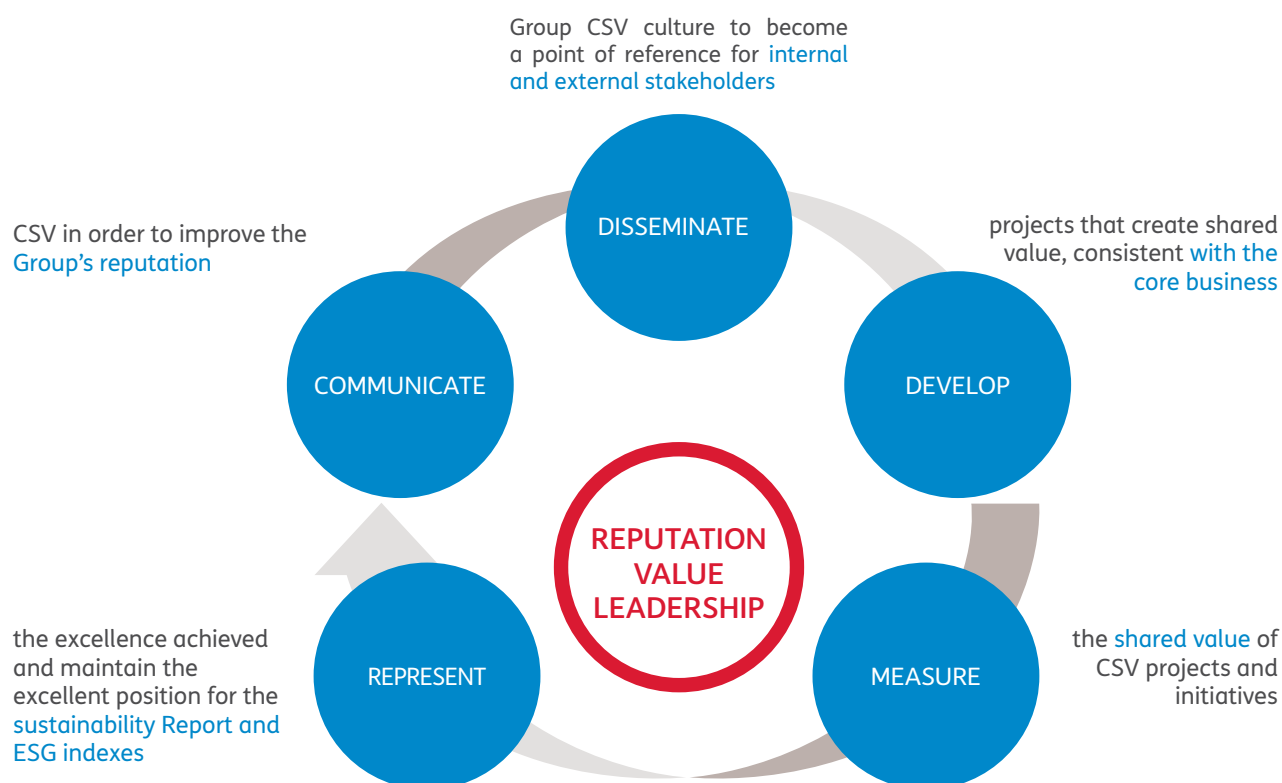 Group CSV culture to become
a point of reference for internal
and external stakeholders
DISSEMINATE
projects that create shared
value, consistent with the
core business
DEVELOP
the shared value of
CSV projects and
initiatives
MEASURE
the excellence achieved
and maintain the
excellent position for the
sustainability Report and
ESG indexes
REPRESENT
CSV in order to improve the
Group’s reputation
COMMUNICATE
REPUTATION
VALUE
LEADERSHIP